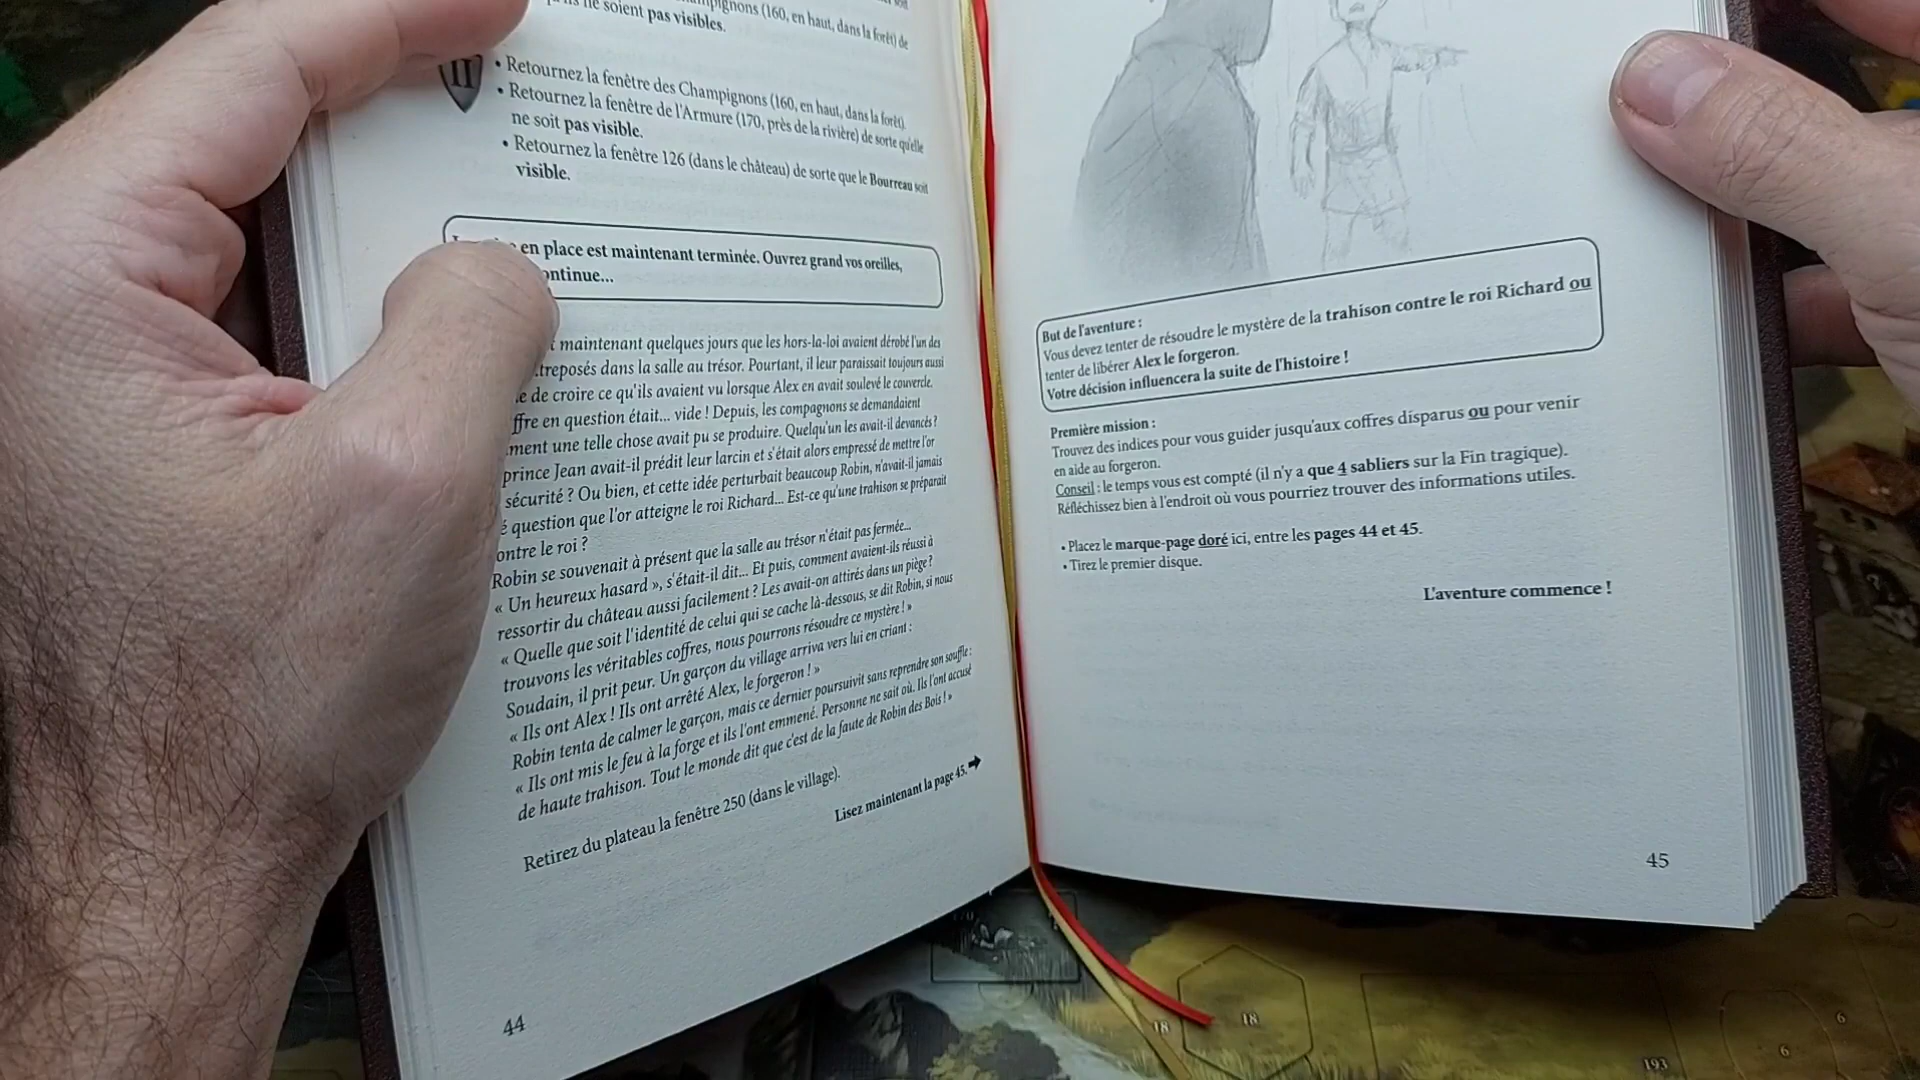 (160, en haut, dans la forêt) de
ne soient pas visibles.
II
• Retournez la fenêtre des Champignons (160, en haut, dans la forêt).
• Retournez la fenêtre de l'Armure (170, près de la rivière) de sorte qu'elle
ne soit pas visible.
• Retournez la fenêtre 126 (dans le château) de sorte que le Bourreau soit
visible.
en place est maintenant terminée. Ouvrez grand vos oreilles,
maintenant quelques jours que les hors-la-loi avaient dérobé l'un des
dans la salle au trésor. Pourtant, il leur paraissait toujours aussi
de croire ce qu'ils avaient vu lorsque Alex en avait soulevé le couvercle.
en question était... vide ! Depuis, les compagnons se demandaient
une telle chose avait pu se produire. Quelqu'un les avait-il devancés ?
prince Jean avait-il prédit leur larcin et s'était alors empressé de mettre l'or
sécurité ? Ou bien, et cette idée perturbait beaucoup Robin, n'avait-il jamais
question que l'or atteigne le roi Richard... Est-ce qu'une trahison se préparait
le roi ?
Robin se souvenait à présent que la salle au trésor n'était pas fermée...
« Un heureux hasard », s'était-il dit... Et puis, comment avaient-ils réussi à
ressortir du château aussi facilement ? Les avait-on attirés dans un piège ?
« Quelle que soit l'identité de celui qui se cache là-dessous, se dit Robin, si nous
trouvons les véritables coffres, nous pourrons résoudre ce mystère ! »
Soudain, il prit peur. Un garçon du village arriva vers lui en criant :
« Ils ont Alex ! Ils ont arrêté Alex, le forgeron ! »
Robin tenta de calmer le garçon, mais ce dernier poursuivit sans reprendre son souffle :
« Ils ont mis le feu à la forge et ils l'ont emmené. Personne ne sait où. Ils l'ont accusé
de haute trahison. Tout le monde dit que c'est de la faute de Robin des Bois ! »
Retirez du plateau la fenêtre 250 (dans le village).
Lisez maintenant la page 45.
44
But de l'aventure :
Vous devez tenter de résoudre le mystère de la trahison contre le roi Richard ou
tenter de libérer Alex le forgeron.
Votre décision influencera la suite de l'histoire !
Première mission :
Trouvez des indices pour vous guider jusqu'aux coffres disparus ou pour venir
en aide au forgeron.
Conseil : le temps vous est compté (il n'y a que 4 sabliers sur la Fin tragique).
Réfléchissez bien à l'endroit où vous pourriez trouver des informations utiles.
• Placez le marque-page doré ici, entre les pages 44 et 45.
• Tirez le premier disque.
L'aventure commence !
45
170
18
18
6
6
193